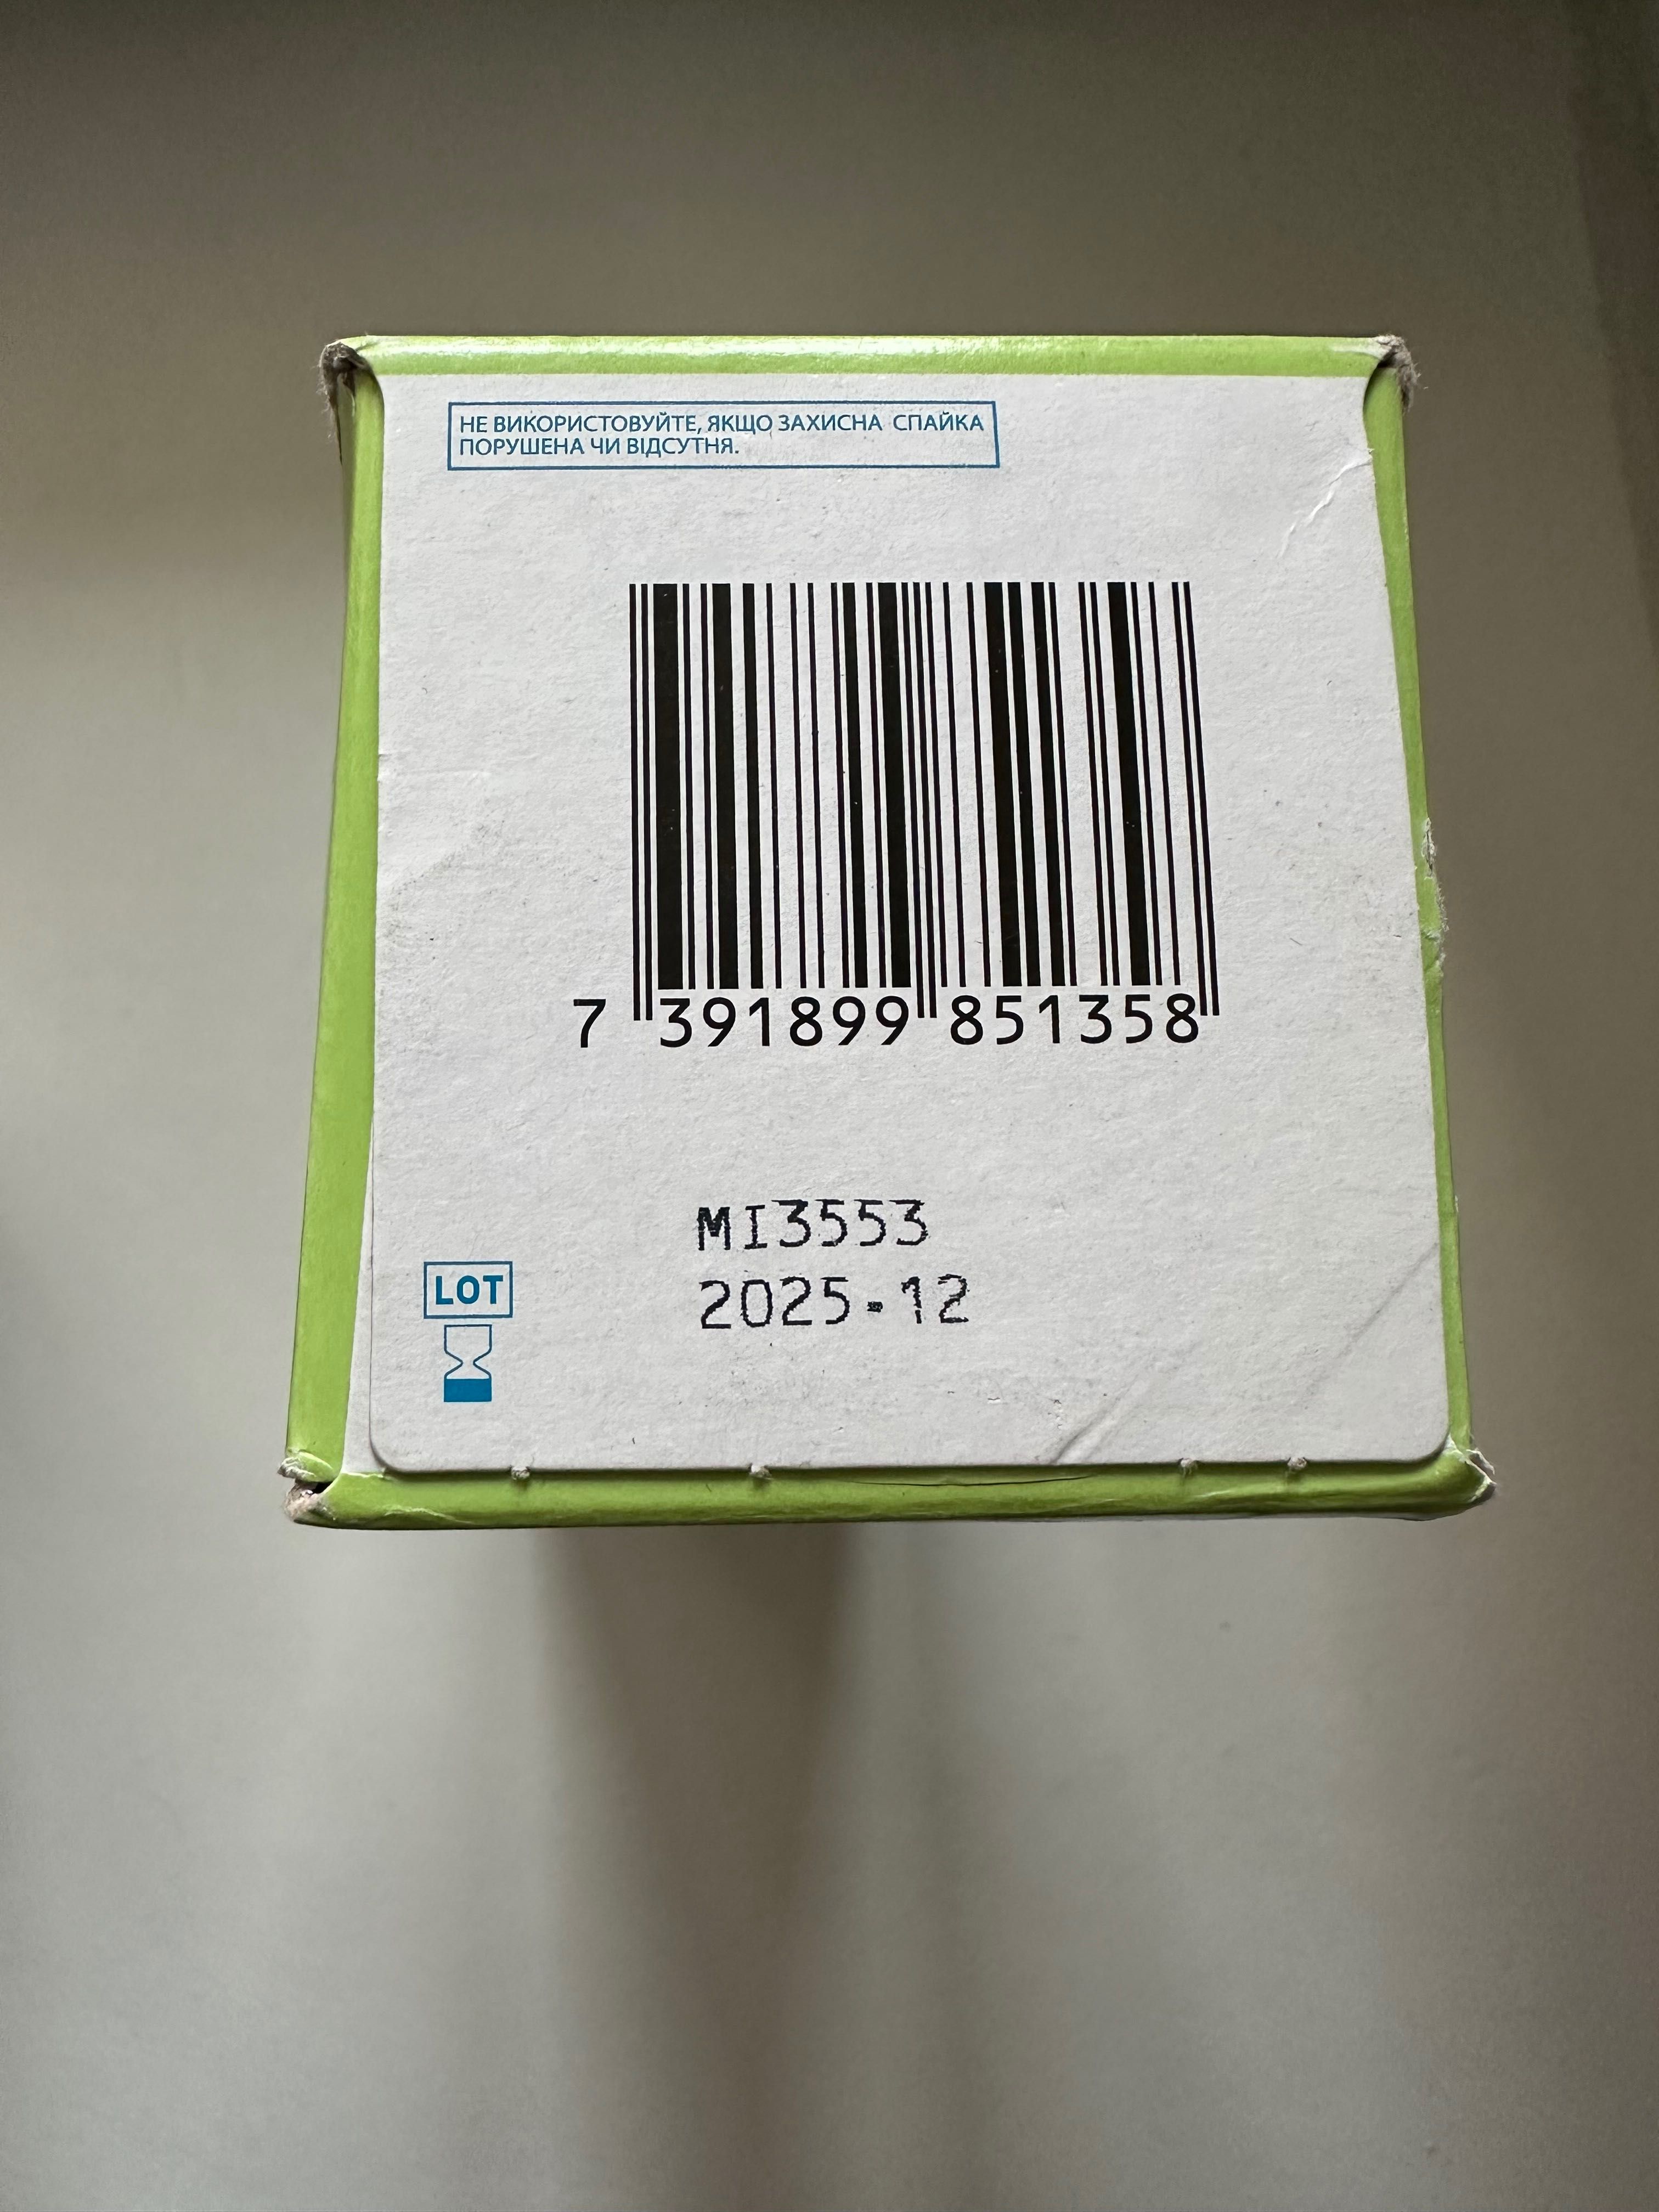 НЕ ВИКОРИСТОВУЙТЕ, ЯКЩО ЗАХИСНА СПАЙКА
ПОРУШЕНА ЧИ ВІДСУТНЯ.
7 391899 851358
MI3553
LOT
2025-12